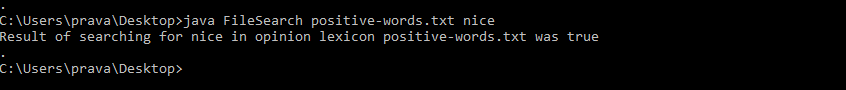 .
C:\Users\prava\Desktop>java FileSearch positive-words.txt nice
Result of searching for nice in opinion lexicon positive-words.txt was true
.
C:\Users\prava\Desktop>